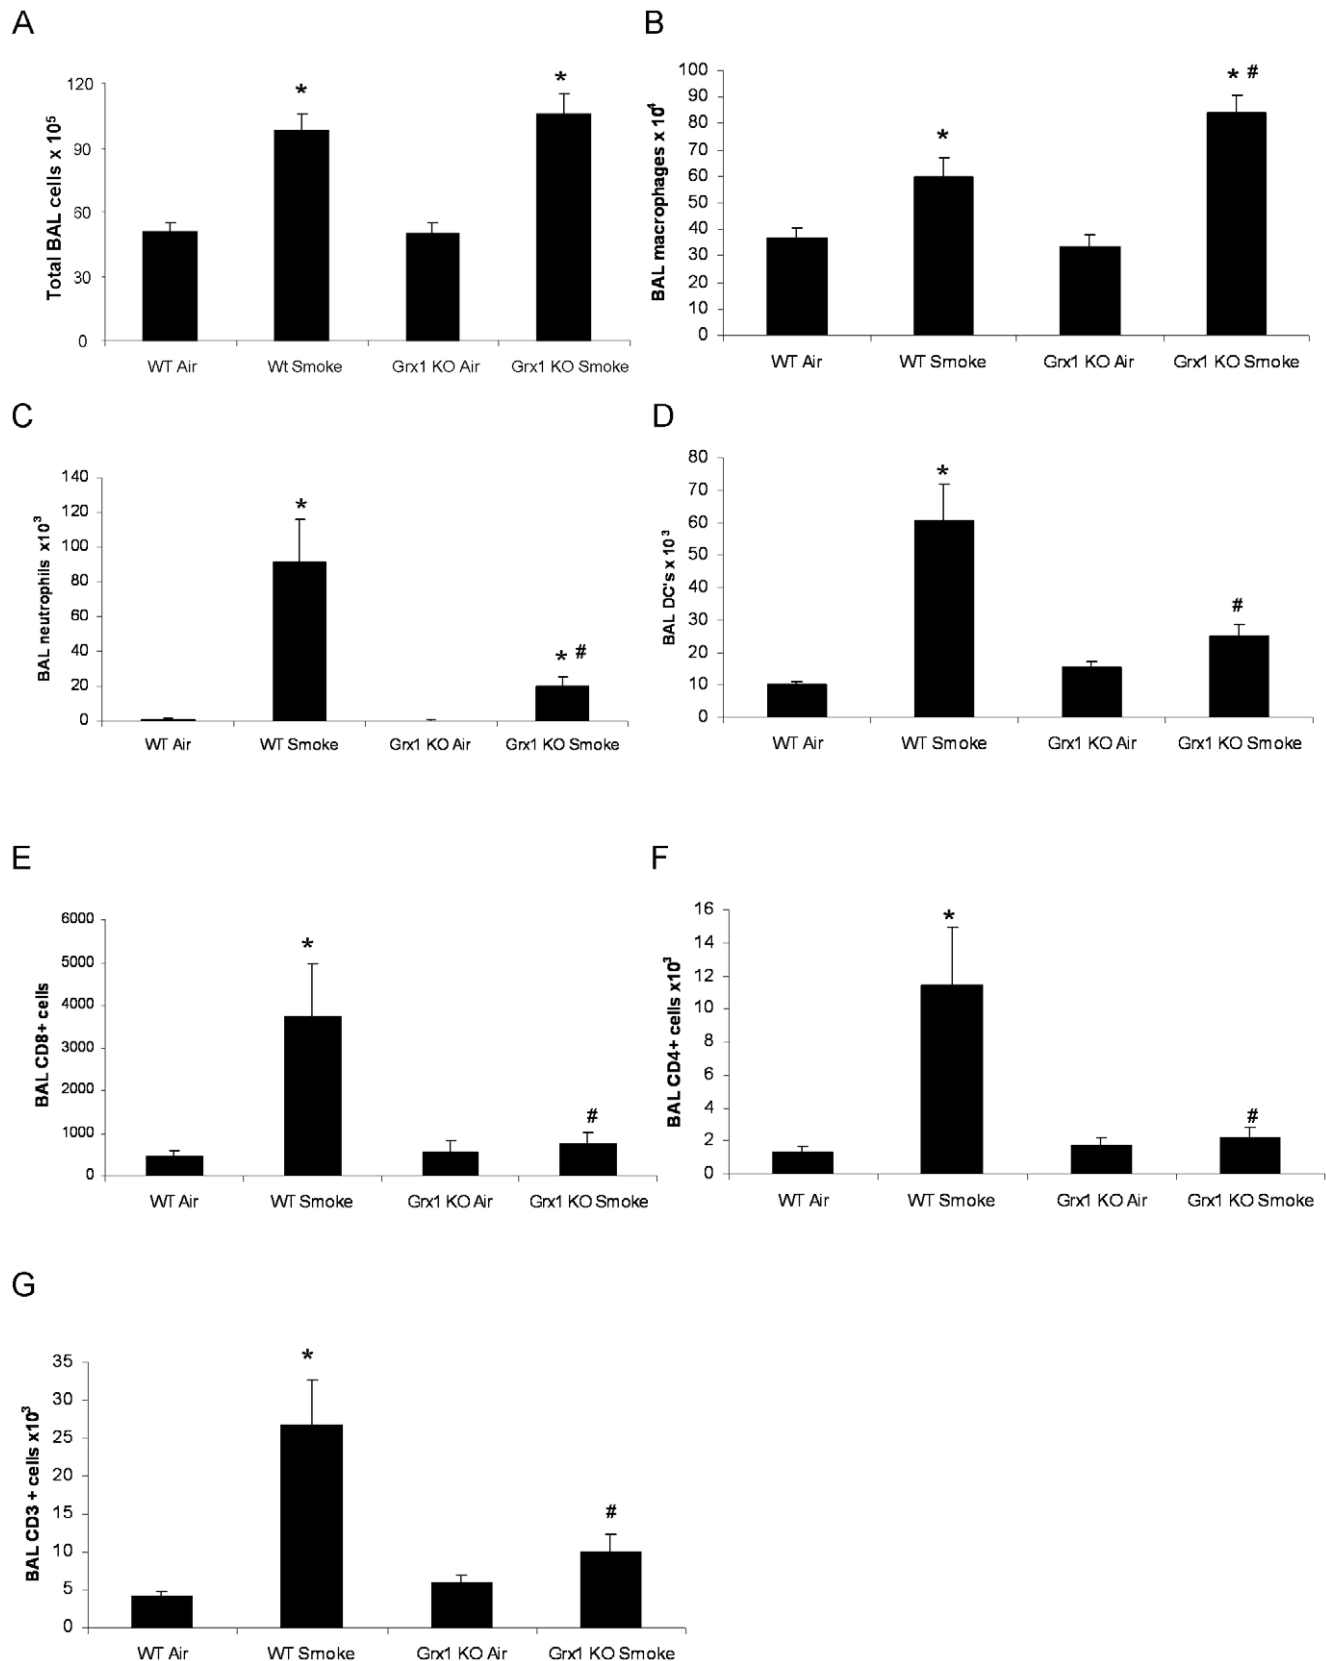 A
Total BAL cells x 10⁵
120
90
60
30
0
*
*
WT Air
Wt Smoke
Grx1 KO Air
Grx1 KO Smoke
B
BAL macrophages x 10⁴
100
90
80
70
60
50
40
30
20
10
0
*
* #
WT Air
WT Smoke
Grx1 KO Air
Grx1 KO Smoke
C
BAL neutrophils x10³
140
120
100
80
60
40
20
0
*
* #
WT Air
WT Smoke
Grx1 KO Air
Grx1 KO Smoke
D
BAL DC's x 10³
80
70
60
50
40
30
20
10
0
*
#
WT Air
WT Smoke
Grx1 KO Air
Grx1 KO Smoke
E
BAL CD8+ cells
6000
5000
4000
3000
2000
1000
0
*
#
WT Air
WT Smoke
Grx1 KO Air
Grx1 KO Smoke
F
BAL CD4+ cells x10³
16
14
12
10
8
6
4
2
0
*
#
WT Air
WT Smoke
Grx1 KO Air
Grx1 KO Smoke
G
BAL CD3 + cells x10³
35
30
25
20
15
10
5
0
*
#
WT Air
WT Smoke
Grx1 KO Air
Grx1 KO Smoke